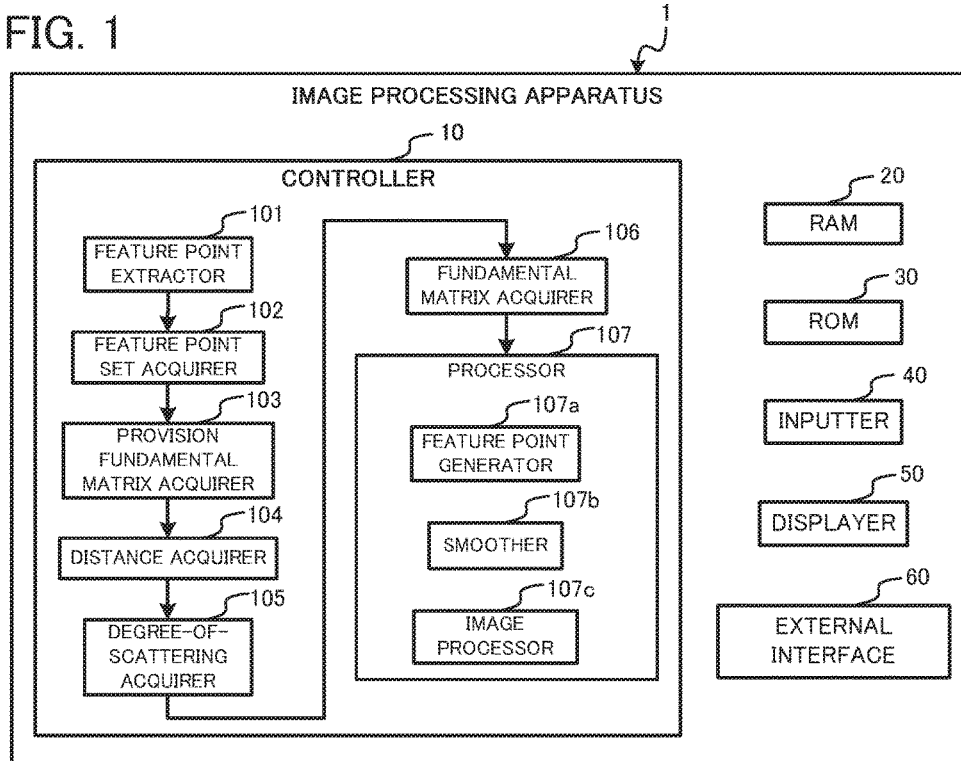 FIG. 1
1
IMAGE PROCESSING APPARATUS
10
CONTROLLER
101
FEATURE POINT
EXTRACTOR
102
FEATURE POINT
SET ACQUIRER
103
PROVISION
FUNDAMENTAL
MATRIX ACQUIRER
104
DISTANCE ACQUIRER
105
DEGREE-OF-
SCATTERING
ACQUIRER
106
FUNDAMENTAL
MATRIX ACQUIRER
107
PROCESSOR
107a
FEATURE POINT
GENERATOR
107b
SMOOTHER
107c
IMAGE
PROCESSOR
20
RAM
30
ROM
40
INPUTTER
50
DISPLAYER
60
EXTERNAL
INTERFACE